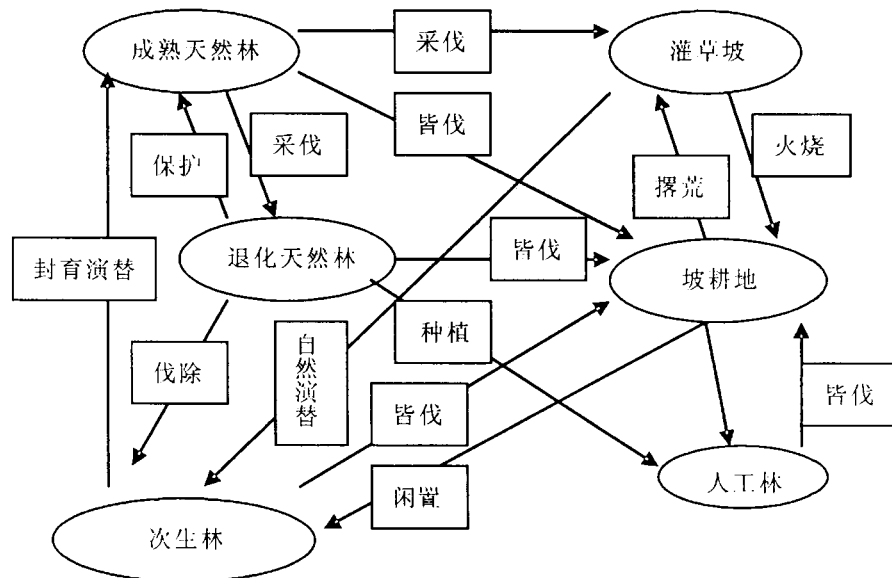 成熟天然林
采伐
灌草坡
皆伐
保护
采伐
火烧
撂荒
封育演替
退化天然林
皆伐
坡耕地
种植
自然演替
伐除
皆伐
皆伐
人工林
闲置
次生林